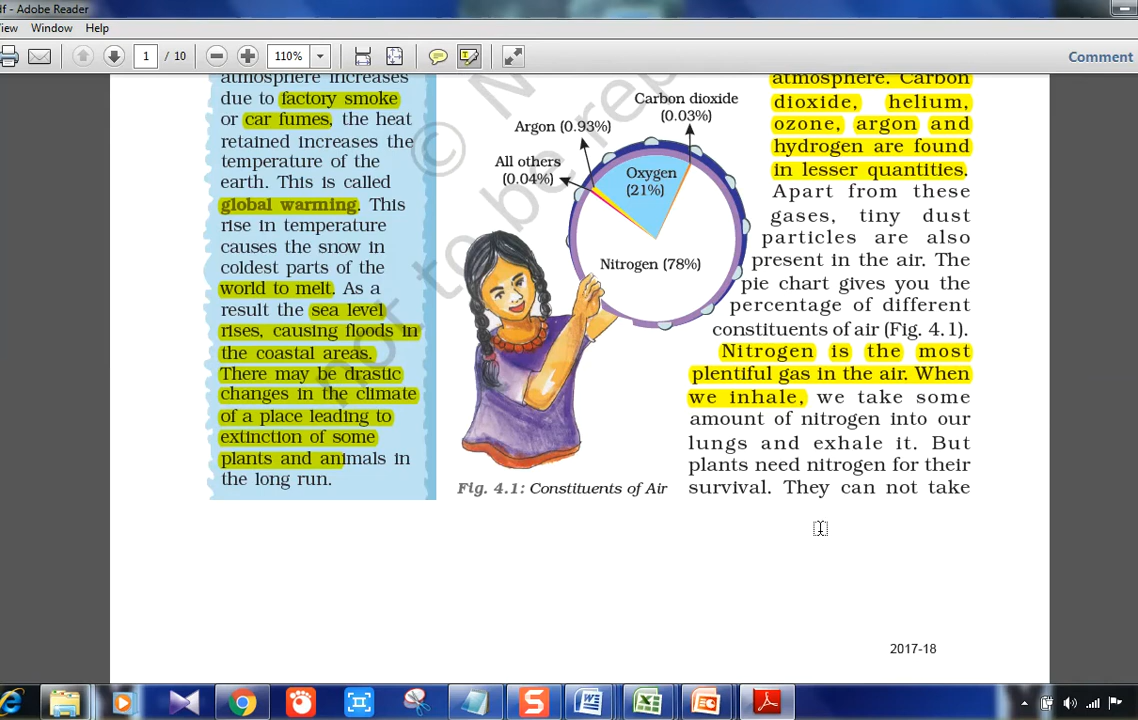 df - Adobe Reader
View Window Help
1 / 10
110%
Comment
atmosphere increases
due to factory smoke
or car fumes, the heat
retained increases the
temperature of the
earth. This is called
global warming. This
rise in temperature
causes the snow in
coldest parts of the
world to melt. As a
result the sea level
rises, causing floods in
the coastal areas.
There may be drastic
changes in the climate
of a place leading to
extinction of some
plants and animals in
the long run.
© N
not to be rep
Carbon dioxide
(0.03%)
Argon (0.93%)
All others
(0.04%)
Oxygen
(21%)
Nitrogen (78%)
Fig. 4.1: Constituents of Air
atmosphere. Carbon
dioxide, helium,
ozone, argon and
hydrogen are found
in lesser quantities.
Apart from these
gases, tiny dust
particles are also
present in the air. The
pie chart gives you the
percentage of different
constituents of air (Fig. 4.1).
Nitrogen is the most
plentiful gas in the air. When
we inhale, we take some
amount of nitrogen into our
lungs and exhale it. But
plants need nitrogen for their
survival. They can not take
2017-18